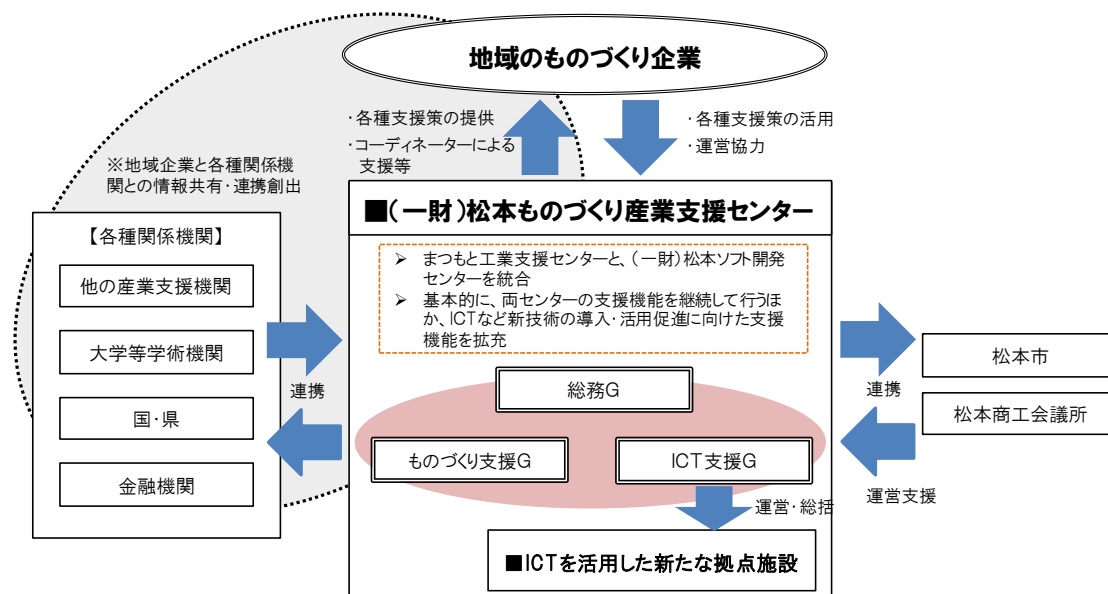 地域のものづくり企業
・各種支援策の提供
・コーディネーターによる
支援等
・各種支援策の活用
・運営協力
※地域企業と各種関係機
関との情報共有・連携創出
【各種関係機関】
他の産業支援機関
大学等学術機関
国・県
金融機関
連携
■(一財)松本ものづくり産業支援センター
➢ まつもと工業支援センターと、(一財)松本ソフト開発
センターを統合
➢ 基本的に、両センターの支援機能を継続して行うほ
か、ICTなど新技術の導入・活用促進に向けた支援
機能を拡充
総務G
ものづくり支援G
ICT支援G
運営・総括
■ICTを活用した新たな拠点施設
連携
松本市
松本商工会議所
運営支援